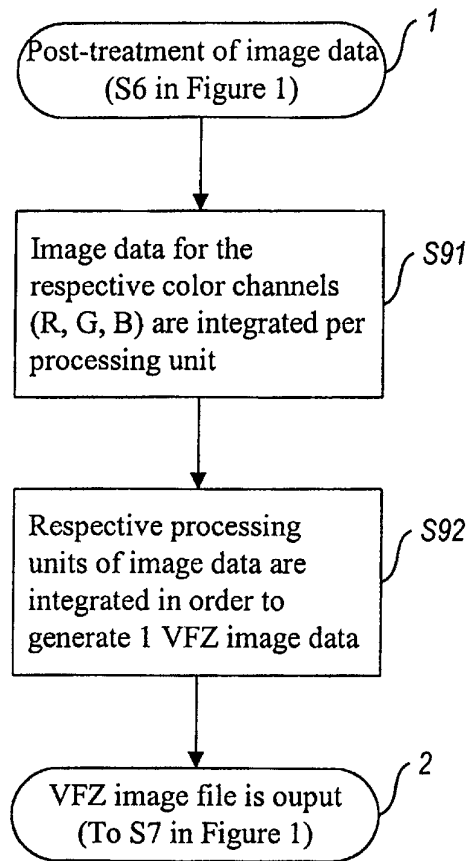 1
Post-treatment of image data
(S6 in Figure 1)
S91
Image data for the
respective color channels
(R, G, B) are integrated per
processing unit
S92
Respective processing
units of image data are
integrated in order to
generate 1 VFZ image data
2
VFZ image file is ouput
(To S7 in Figure 1)